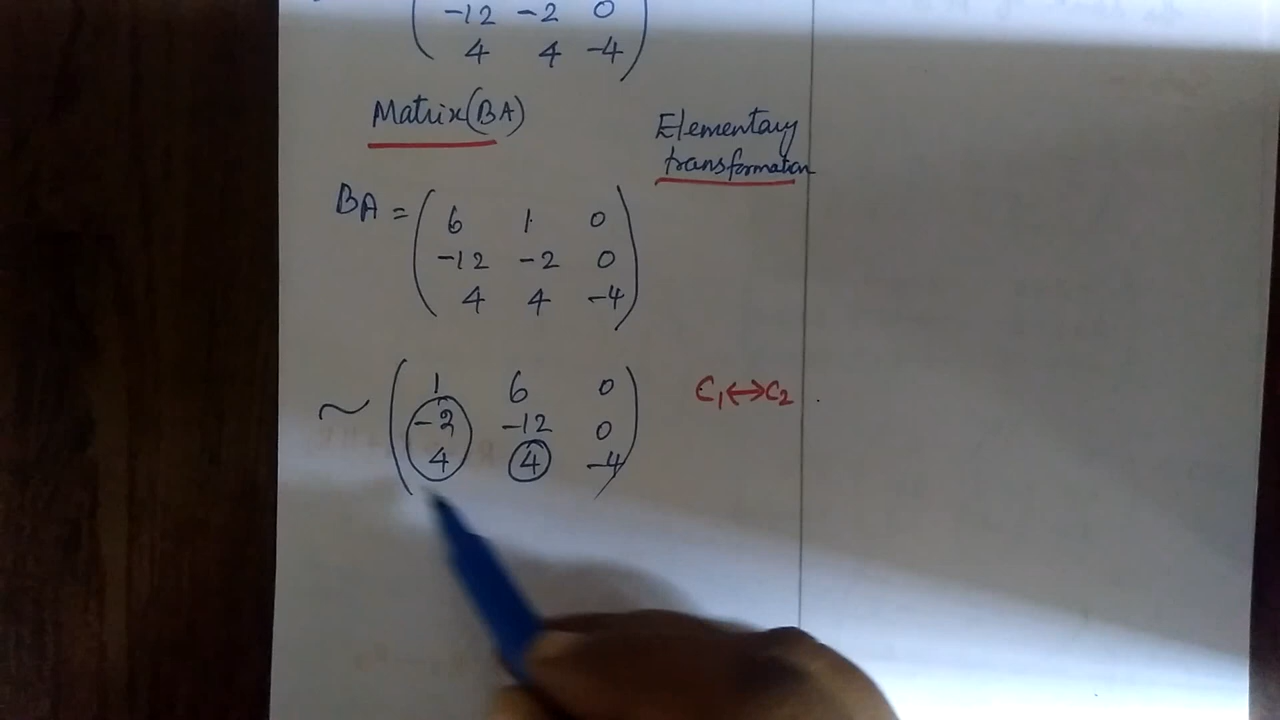 -12 -2 0
4 4 -4
Matrix(BA)
Elementary
transformation
BA = 6 1 0
-12 -2 0
4 4 -4
~ 1 6 0 C₁↔C₂
-2 -12 0
4 4 -4